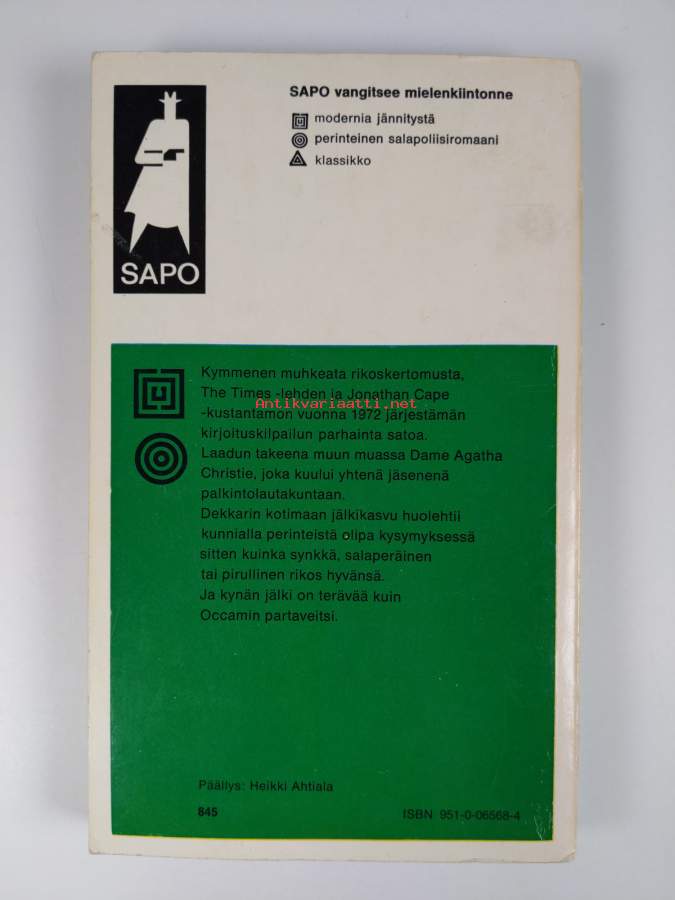 SAPO vangitsee mielenkiintonne
modernia jännitystä
perinteinen salapoliisiromaani
klassikko
SAPO
Kymmenen muhkeata rikoskertomusta,
The Times -lehden ja Jonathan Cape
Antikvariaatti.net
-kustantamon vuonna 1972 järjestämän
kirjoituskilpailun parhainta satoa.
Laadun takeena muun muassa Dame Agatha
Christie, joka kuului yhtenä jäsenenä
palkintolautakuntaan.
Dekkarin kotimaan jälkikasvu huolehtii
kunnialla perinteistä olipa kysymyksessä
sitten kuinka synkkä, salaperäinen
tai pirullinen rikos hyvänsä.
Ja kynän jälki on terävää kuin
Occamin partaveitsi.
Päällys: Heikki Ahtiala
845 ISBN 951-0-06568-4